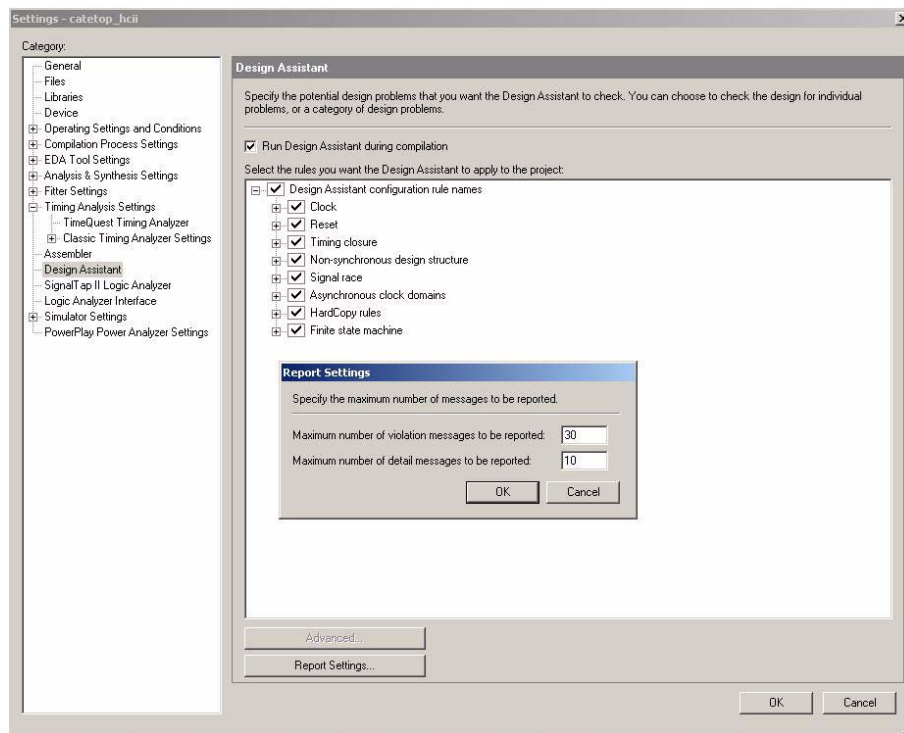 Settings - catetop_hcii
Category:
General
Files
Libraries
Device
Operating Settings and Conditions
Compilation Process Settings
EDA Tool Settings
Analysis & Synthesis Settings
Fitter Settings
Timing Analysis Settings
TimeQuest Timing Analyzer
Classic Timing Analyzer Settings
Assembler
Design Assistant
SignalTap II Logic Analyzer
Logic Analyzer Interface
Simulator Settings
PowerPlay Power Analyzer Settings
Design Assistant
Specify the potential design problems that you want the Design Assistant to check. You can choose to check the design for individual
problems, or a category of design problems.
Run Design Assistant during compilation
Select the rules you want the Design Assistant to apply to the project:
Design Assistant configuration rule names
Clock
Reset
Timing closure
Non-synchronous design structure
Signal race
Asynchronous clock domains
HardCopy rules
Finite state machine
Report Settings
Specify the maximum number of messages to be reported.
Maximum number of violation messages to be reported: 30
Maximum number of detail messages to be reported: 10
OK Cancel
Advanced...
Report Settings...
OK Cancel